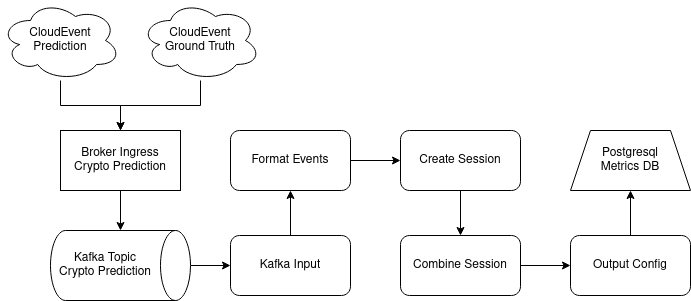 CloudEvent
Prediction
CloudEvent
Ground Truth
Broker Ingress
Crypto Prediction
Format Events
Create Session
Postgresql
Metrics DB
Kafka Topic
Crypto Prediction
Kafka Input
Combine Session
Output Config